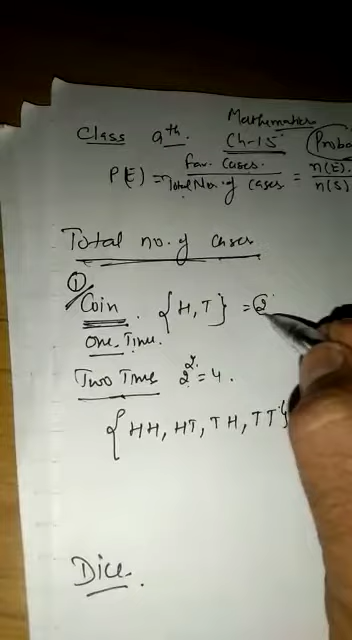 Mathematics
Class 9th. Ch-15 Proba
P(E) = Fav. Cases. / Total No. of Cases = n(E). / n(S)
Total no. of cases
① Coin. {H, T} = 2
One-Time.
Two Times 2² = 4.
{HH, HT, TH, TT}
Dice.